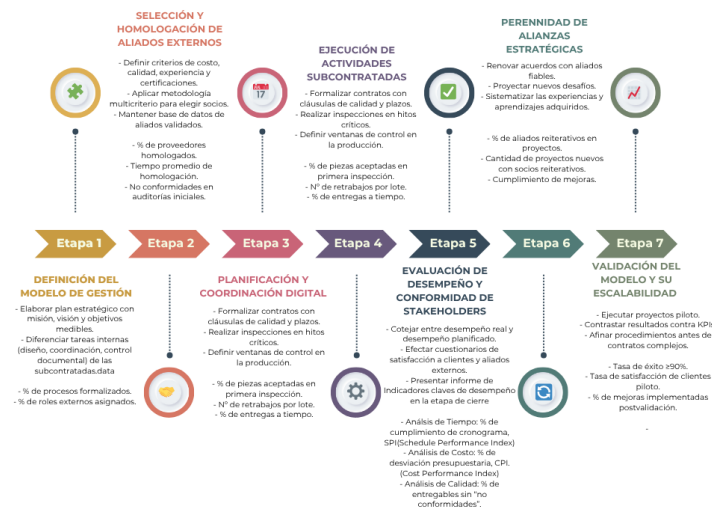 SELECCIÓN Y
HOMOLOGACIÓN DE
ALIADOS EXTERNOS
- Definir criterios de costo,
calidad, experiencia y
certificaciones.
- Aplicar metodología
multicriterio para elegir socios.
- Mantener base de datos de
aliados validados.
- % de proveedores
homologados.
- Tiempo promedio de
homologación.
- No conformidades en
auditorías iniciales.
EJECUCIÓN DE
ACTIVIDADES
SUBCONTRATADAS
- Formalizar contratos con
cláusulas de calidad y plazos.
- Realizar inspecciones en hitos
críticos.
- Definir ventanas de control en
la producción.
- % de piezas aceptadas en
primera inspección.
- Nº de retrabajos por lote.
- % de entregas a tiempo.
PERENNIDAD DE
ALIANZAS
ESTRATÉGICAS
- Renovar acuerdos con aliados
fiables.
- Proyectar nuevos desafíos.
- Sistematizar las experiencias y
aprendizajes adquiridos.
- % de aliados reiterativos en
proyectos.
- Cantidad de proyectos nuevos
con socios reiterativos.
- Cumplimiento de mejoras.
17
Etapa 1
Etapa 2
Etapa 3
Etapa 4
Etapa 5
Etapa 6
Etapa 7
DEFINICIÓN DEL
MODELO DE GESTIÓN
- Elaborar plan estratégico con
misión, visión y objetivos
medibles.
- Diferenciar tareas internas
(diseño, coordinación, control
documental) de las
subcontratadas.data
- % de procesos formalizados.
- % de roles externos asignados.
PLANIFICACIÓN Y
COORDINACIÓN DIGITAL
- Formalizar contratos con
cláusulas de calidad y plazos.
- Realizar inspecciones en hitos
críticos.
- Definir ventanas de control en
la producción.
- % de piezas aceptadas en
primera inspección.
- Nº de retrabajos por lote.
- % de entregas a tiempo.
EVALUACIÓN DE
DESEMPEÑO Y
CONFORMIDAD DE
STAKEHOLDERS
- Cotejar entre desempeño real y
desempeño planificado.
- Efectar cuestionarios de
satisfacción a clientes y aliados
externos.
- Presentar informe de
Indicadores claves de desempeño
en la etapa de cierre
- Análsis de Tiempo: % de
cumplimiento de cronograma,
SPI(Schedule Performance Index)
- Análisis de Costo: % de
desviación presupuestaria, CPI.
(Cost Performance Index)
- Análisis de Calidad: % de
entregables sin “no
conformidades”.
VALIDACIÓN DEL
MODELO Y SU
ESCALABILIDAD
- Ejecutar proyectos piloto.
- Contrastar resultados contra KPIs
- Afinar procedimientos antes de
contratos complejos.
- Tasa de éxito ≥90%.
- Tasa de satisfacción de clientes
piloto.
- % de mejoras implementadas
postvalidación.
-